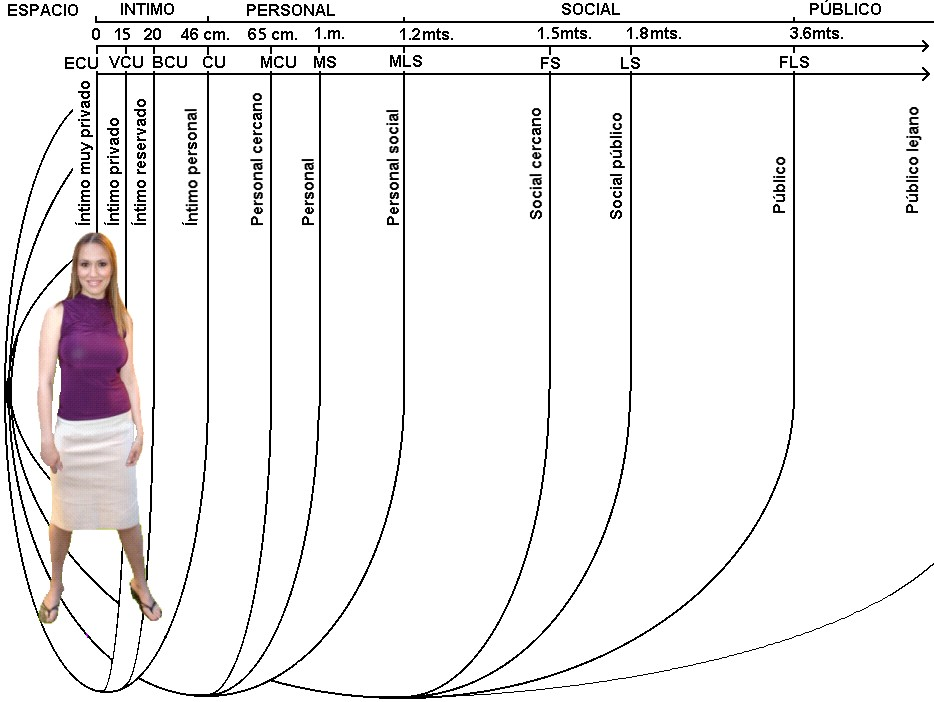 ESPACIO INTIMO PERSONAL SOCIAL PÚBLICO
0 15 20 46 cm. 65 cm. 1.m. 1.2mts. 1.5mts. 1.8mts. 3.6mts.
ECU VCU BCU CU MCU MS MLS FS LS FLS
Íntimo muy privado
Íntimo privado
Íntimo reservado
Íntimo personal
Personal cercano
Personal
Personal social
Social cercano
Social público
Público
Público lejano